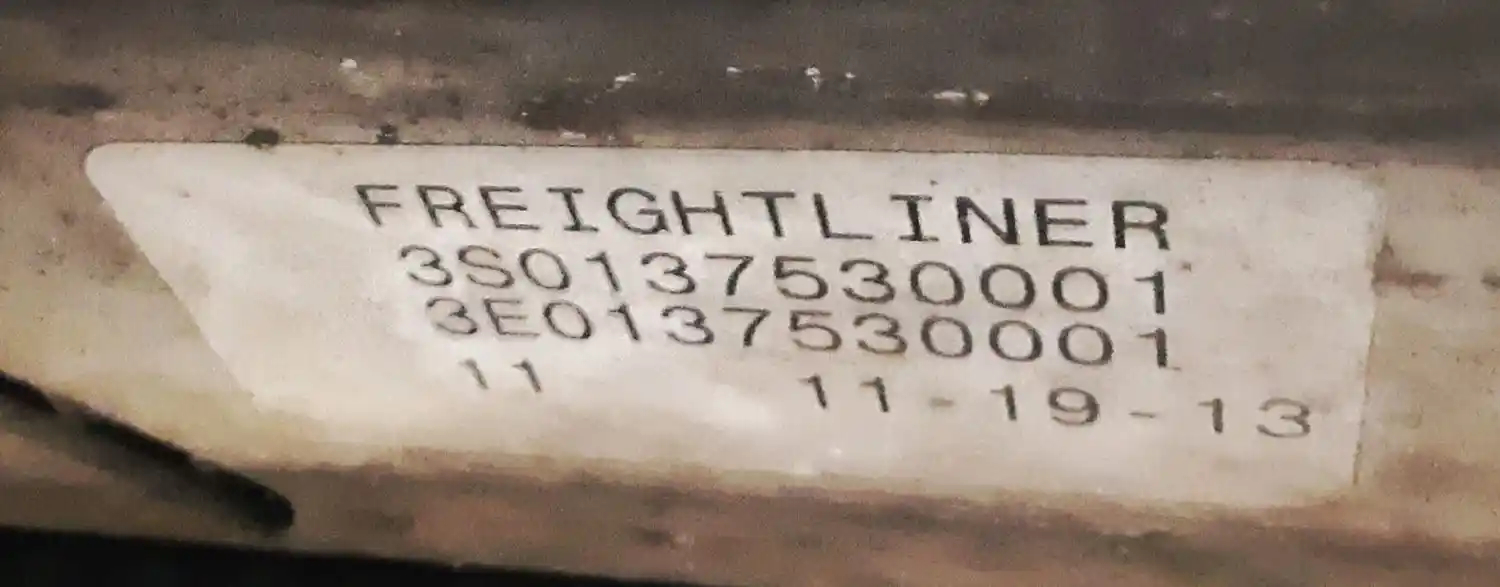 FREIGHTLINER
3S0137530001
3E0137530001
11 11-19-13